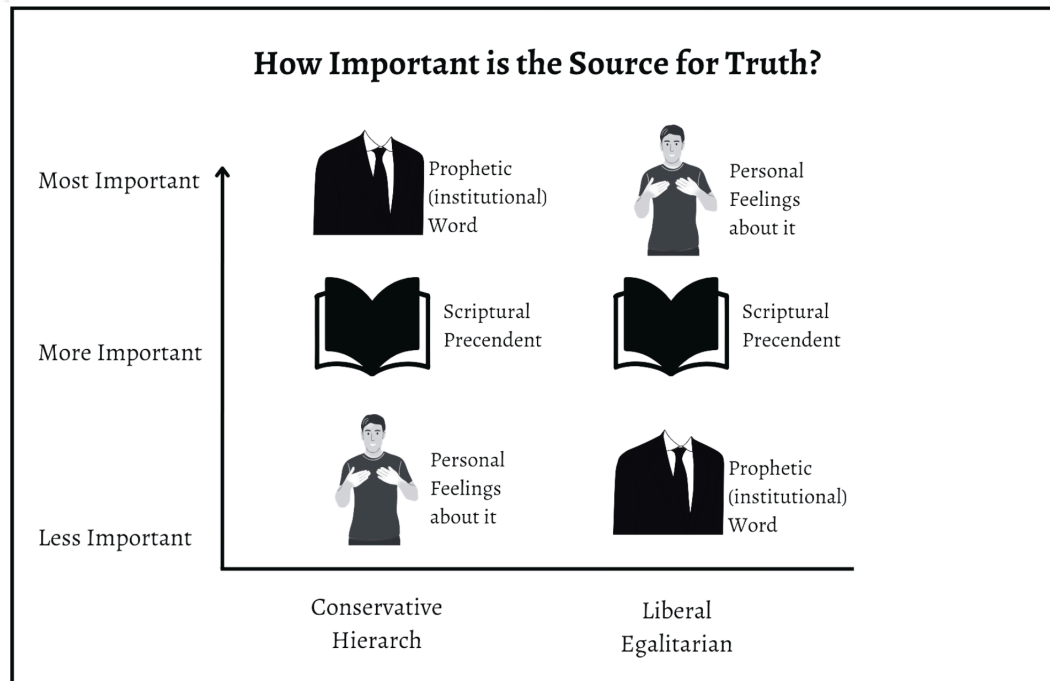 How Important is the Source for Truth?
Most Important
Prophetic
(institutional)
Word
Personal
Feelings
about it
More Important
Scriptural
Precendent
Scriptural
Precendent
Less Important
Personal
Feelings
about it
Prophetic
(institutional)
Word
Conservative
Hierarch
Liberal
Egalitarian